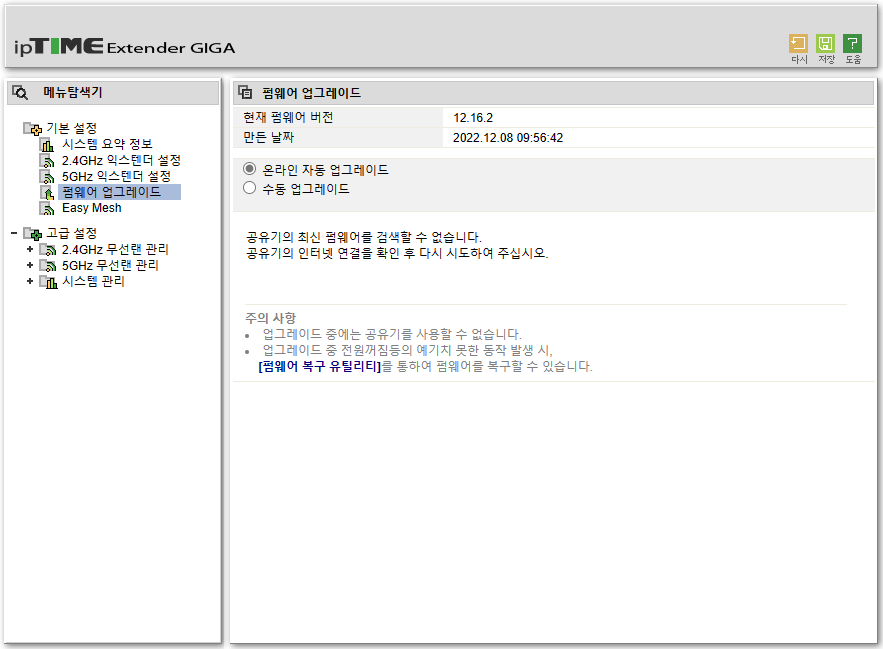 ipTIME Extender GIGA
다시 저장 도움
메뉴탐색기
기본 설정
시스템 요약 정보
2.4GHz 익스텐더 설정
5GHz 익스텐더 설정
펌웨어 업그레이드
Easy Mesh
고급 설정
2.4GHz 무선랜 관리
5GHz 무선랜 관리
시스템 관리
펌웨어 업그레이드
현재 펌웨어 버전 12.16.2
만든 날짜 2022.12.08 09:56:42
온라인 자동 업그레이드
수동 업그레이드
공유기의 최신 펌웨어를 검색할 수 없습니다.
공유기의 인터넷 연결을 확인 후 다시 시도하여 주십시오.
주의 사항
업그레이드 중에는 공유기를 사용할 수 없습니다.
업그레이드 중 전원꺼짐등의 예기치 못한 동작 발생 시,
[펌웨어 복구 유틸리티]를 통하여 펌웨어를 복구할 수 있습니다.